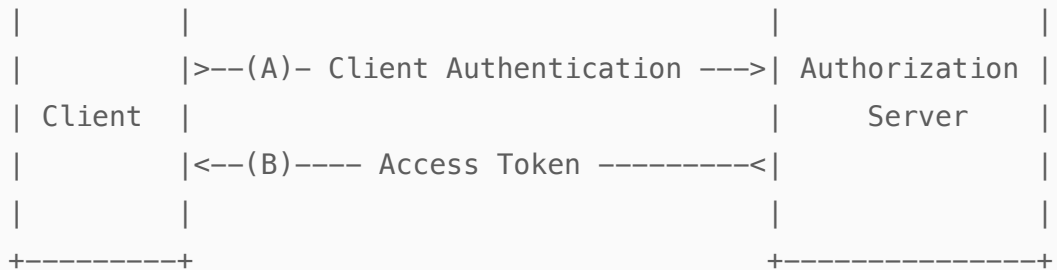 |         |                                  |               |
|         |>--(A)- Client Authentication --->| Authorization |
| Client  |                                  |     Server    |
|         |<--(B)---- Access Token ---------<|               |
|         |                                  |               |
+---------+                                  +---------------+